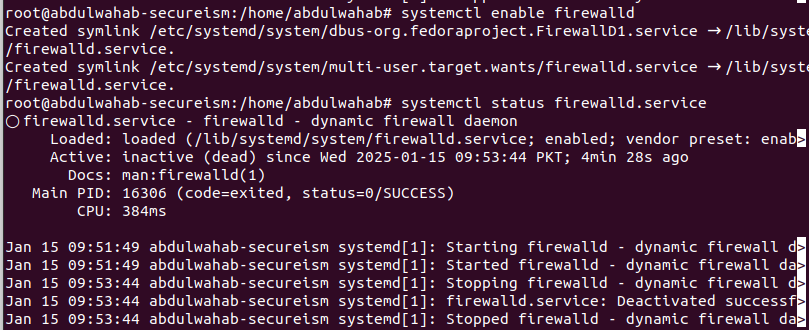 root@abdulwahab-secureism:/home/abdulwahab# systemctl enable firewalld
Created symlink /etc/systemd/system/dbus-org.fedoraproject.FirewallD1.service → /lib/syste
/firewalld.service.
Created symlink /etc/systemd/system/multi-user.target.wants/firewalld.service → /lib/syste
/firewalld.service.
root@abdulwahab-secureism:/home/abdulwahab# systemctl status firewalld.service
○ firewalld.service - firewalld - dynamic firewall daemon
Loaded: loaded (/lib/systemd/system/firewalld.service; enabled; vendor preset: enab>
Active: inactive (dead) since Wed 2025-01-15 09:53:44 PKT; 4min 28s ago
Docs: man:firewalld(1)
Main PID: 16306 (code=exited, status=0/SUCCESS)
CPU: 384ms
Jan 15 09:51:49 abdulwahab-secureism systemd[1]: Starting firewalld - dynamic firewall d>
Jan 15 09:51:49 abdulwahab-secureism systemd[1]: Started firewalld - dynamic firewall da>
Jan 15 09:53:44 abdulwahab-secureism systemd[1]: Stopping firewalld - dynamic firewall d>
Jan 15 09:53:44 abdulwahab-secureism systemd[1]: firewalld.service: Deactivated successf>
Jan 15 09:53:44 abdulwahab-secureism systemd[1]: Stopped firewalld - dynamic firewall da>